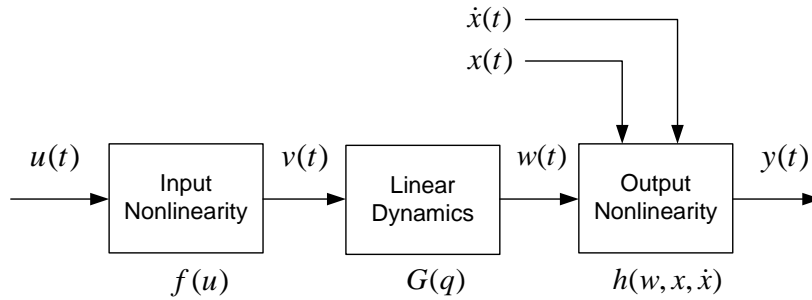 ẋ(t)
x(t)
u(t)
v(t)
w(t)
y(t)
Input
Nonlinearity
Linear
Dynamics
Output
Nonlinearity
f(u)
G(q)
h(w, x, ẋ)